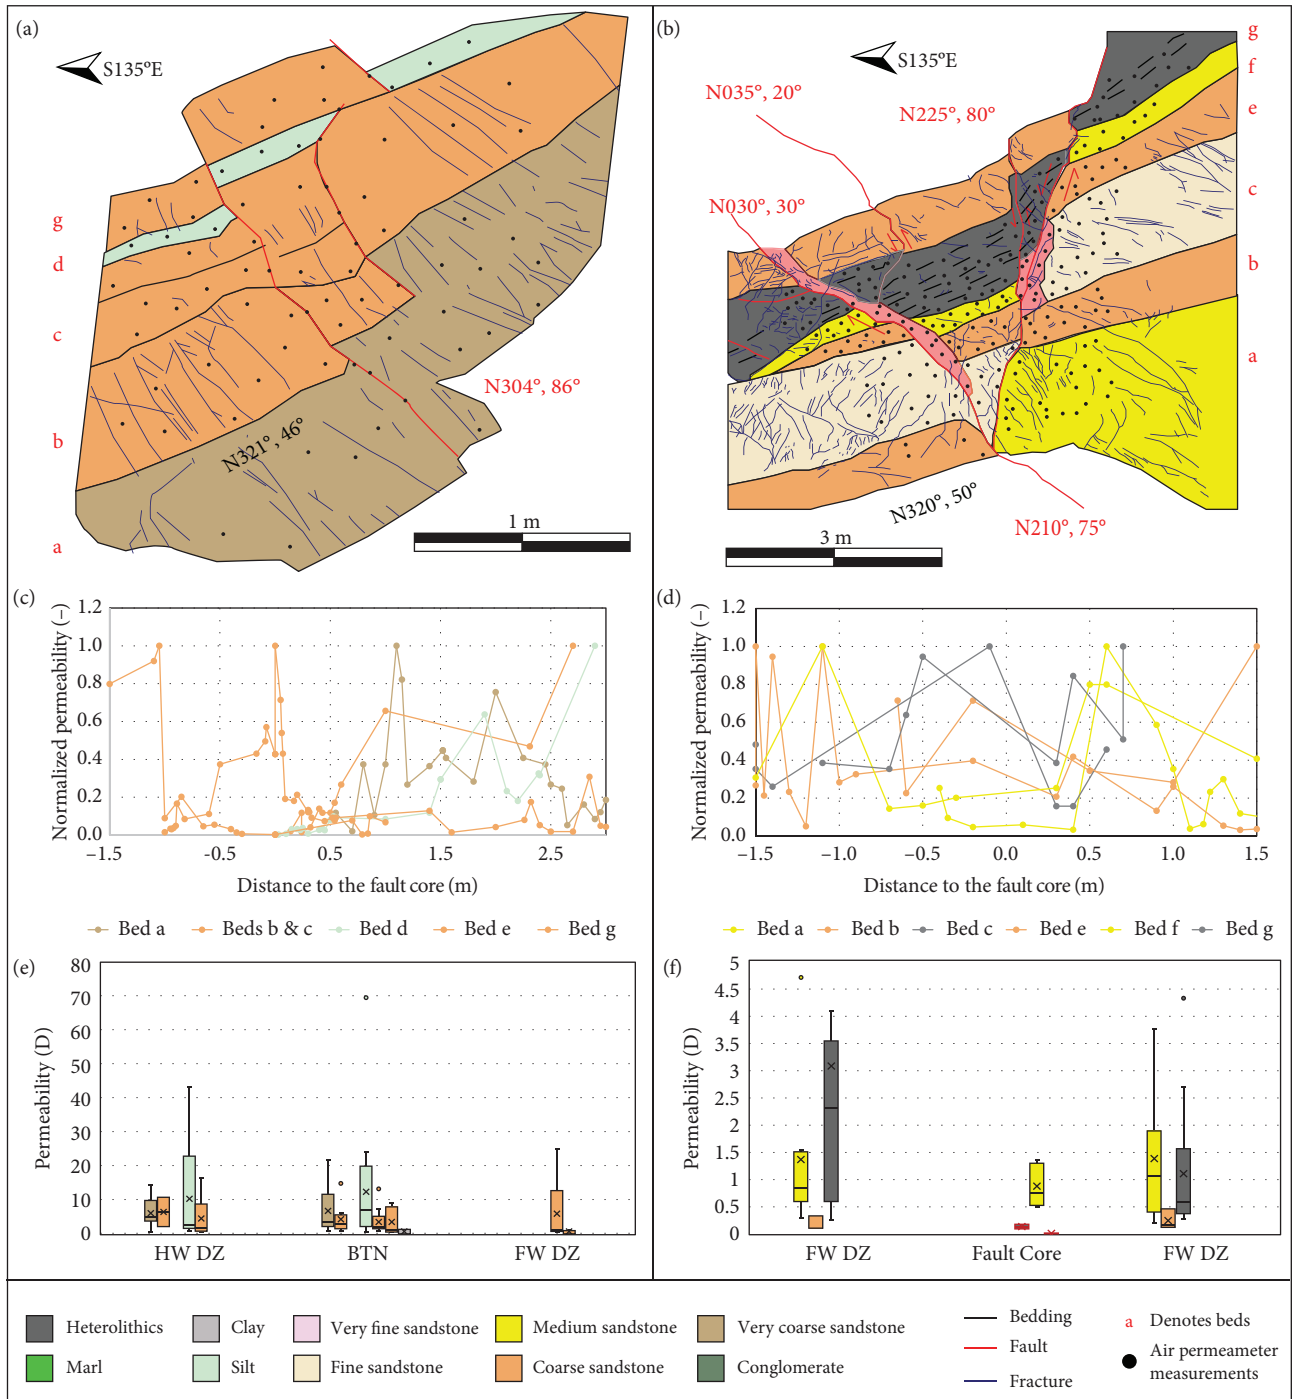 (a)
S135°E
g
d
c
b
a
N304°, 86°
N321°, 46°
1 m
(b)
S135°E
N035°, 20°
N225°, 80°
N030°, 30°
g
f
e
c
b
a
N320°, 50°
N210°, 75°
3 m
(c)
Normalized permeability (–)
1.2
1.0
0.8
0.6
0.4
0.2
0.0
–1.5 –0.5 0.5 1.5 2.5
Distance to the fault core (m)
Bed a Beds b & c Bed d Bed e Bed g
(d)
Normalized permeability (–)
1.2
1.0
0.8
0.6
0.4
0.2
0.0
–1.5 –1.0 –0.5 0.0 0.5 1.0 1.5
Distance to the fault core (m)
Bed a Bed b Bed c Bed e Bed f Bed g
(e)
Permeability (D)
80
70
60
50
40
30
20
10
0
HW DZ BTN FW DZ
(f)
Permeability (D)
5
4.5
4
3.5
3
2.5
2
1.5
1
0.5
0
FW DZ Fault Core FW DZ
Heterolithics Clay Very fine sandstone Medium sandstone Very coarse sandstone
Marl Silt Fine sandstone Coarse sandstone Conglomerate
Bedding
Fault
Fracture
a Denotes beds
Air permeameter
measurements